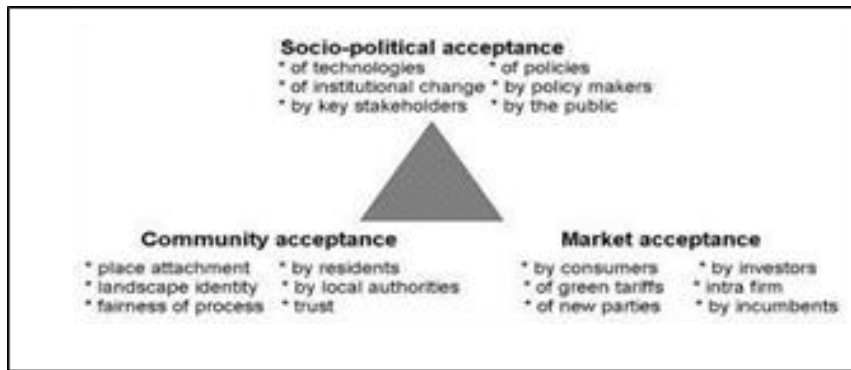 Socio-political acceptance
* of technologies * of policies
* of institutional change * by policy makers
* by key stakeholders * by the public
Community acceptance
* place attachment * by residents
* landscape identity * by local authorities
* fairness of process * trust
Market acceptance
* by consumers * by investors
* of green tariffs * intra firm
* of new parties * by incumbents